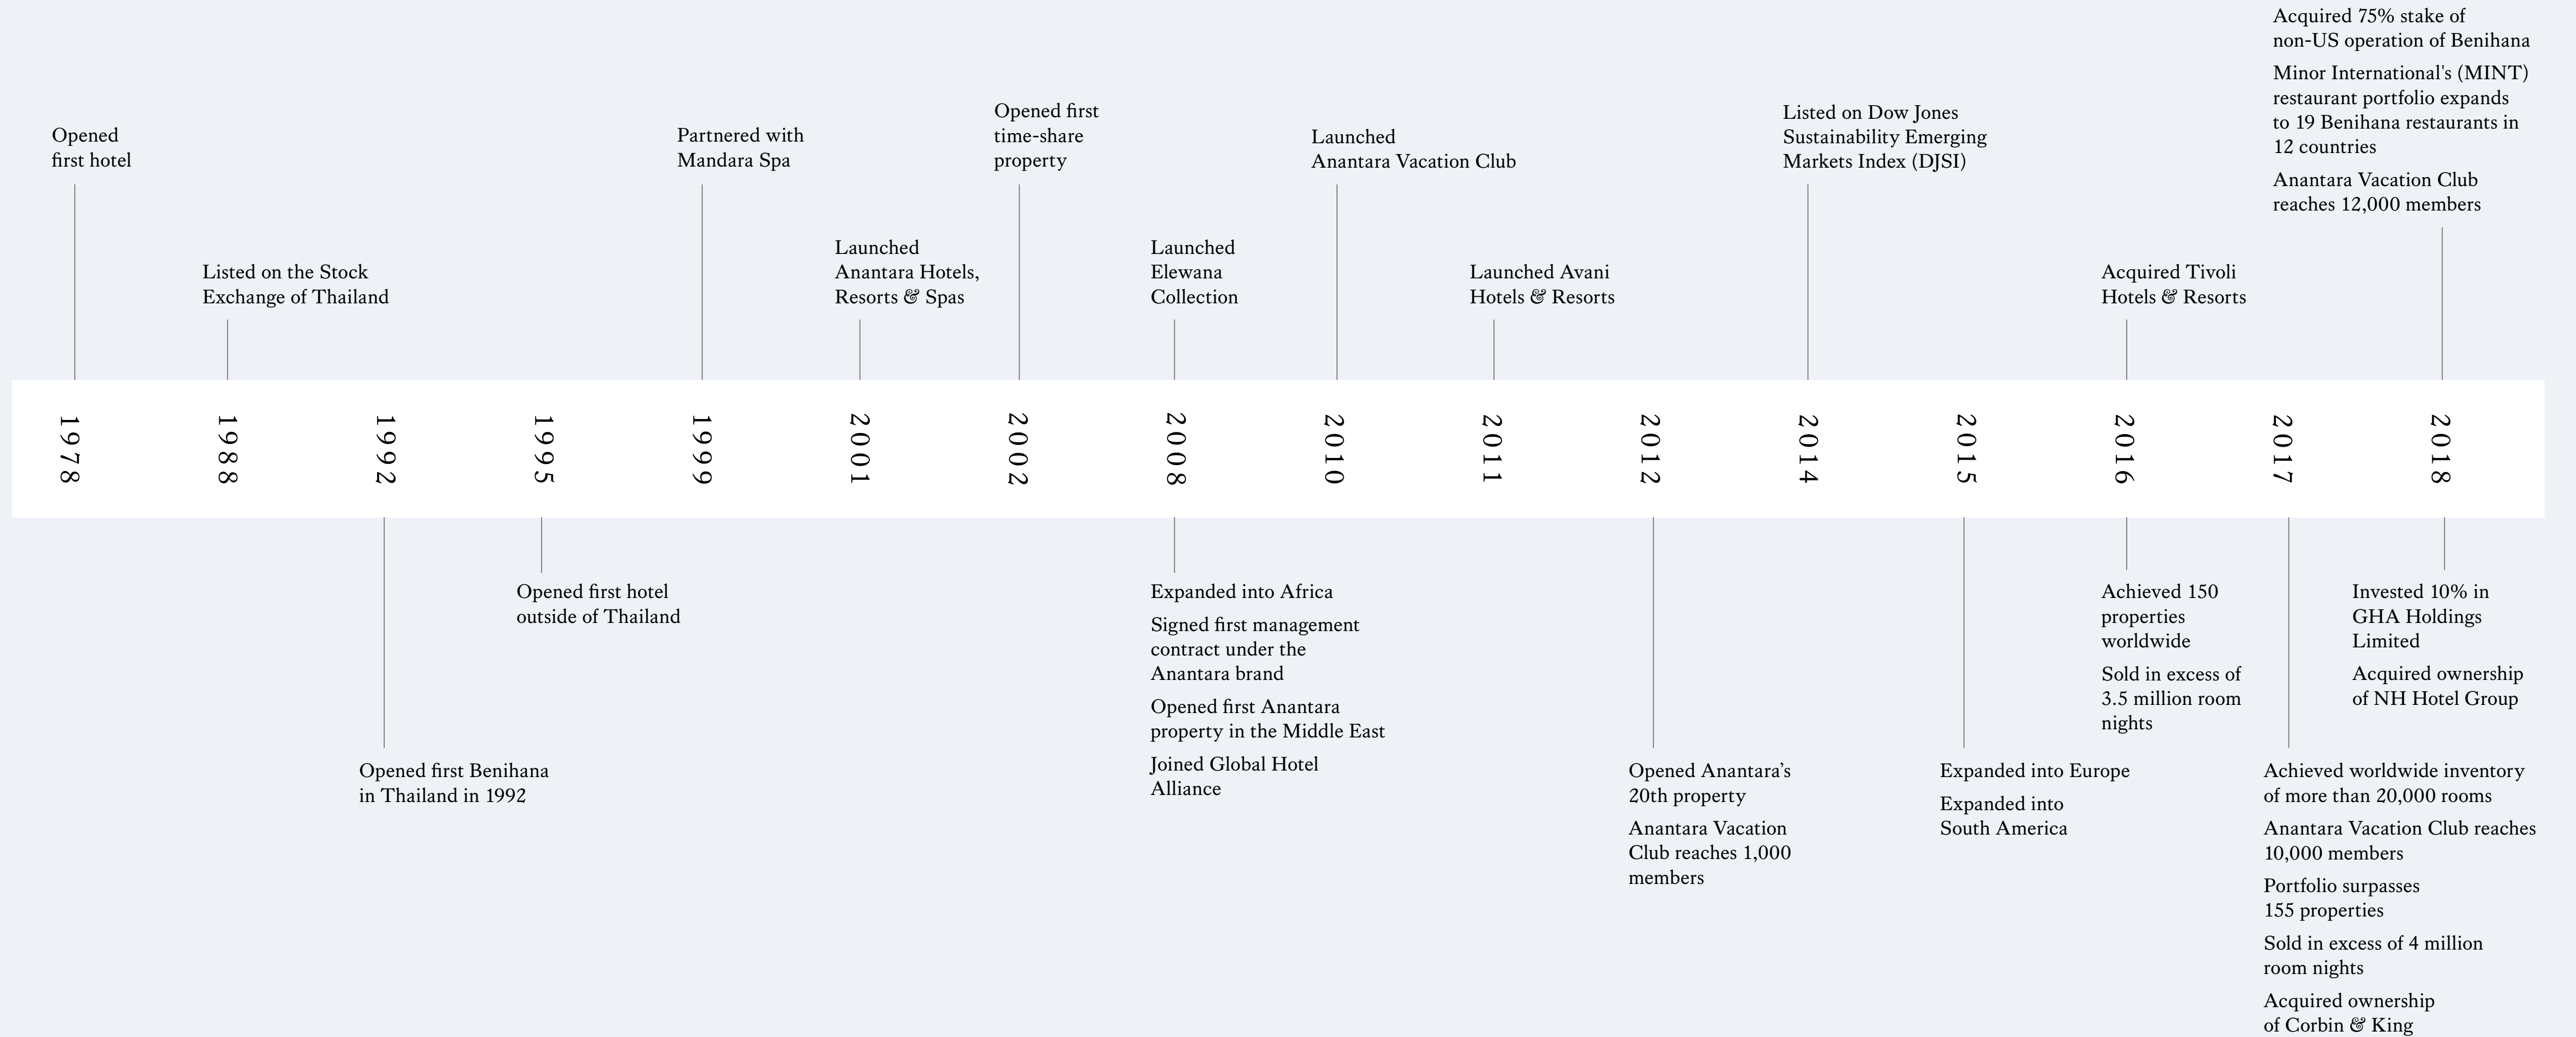 Opened
first hotel
Listed on the Stock
Exchange of Thailand
Partnered with
Mandara Spa
Launched
Anantara Hotels,
Resorts & Spas
Opened first
time-share
property
Launched
Elewana
Collection
Launched
Anantara Vacation Club
Launched Avani
Hotels & Resorts
Listed on Dow Jones
Sustainability Emerging
Markets Index (DJSI)
Acquired Tivoli
Hotels & Resorts
Acquired 75% stake of
non-US operation of Benihana
Minor International's (MINT)
restaurant portfolio expands
to 19 Benihana restaurants in
12 countries
Anantara Vacation Club
reaches 12,000 members
1978
1988
1992
1995
1999
2001
2002
2008
2010
2011
2012
2014
2015
2016
2017
2018
Opened first Benihana
in Thailand in 1992
Opened first hotel
outside of Thailand
Expanded into Africa
Signed first management
contract under the
Anantara brand
Opened first Anantara
property in the Middle East
Joined Global Hotel
Alliance
Opened Anantara’s
20th property
Anantara Vacation
Club reaches 1,000
members
Expanded into Europe
Expanded into
South America
Achieved 150
properties
worldwide
Sold in excess of
3.5 million room
nights
Achieved worldwide inventory
of more than 20,000 rooms
Anantara Vacation Club reaches
10,000 members
Portfolio surpasses
155 properties
Sold in excess of 4 million
room nights
Acquired ownership
of Corbin & King
Invested 10% in
GHA Holdings
Limited
Acquired ownership
of NH Hotel Group